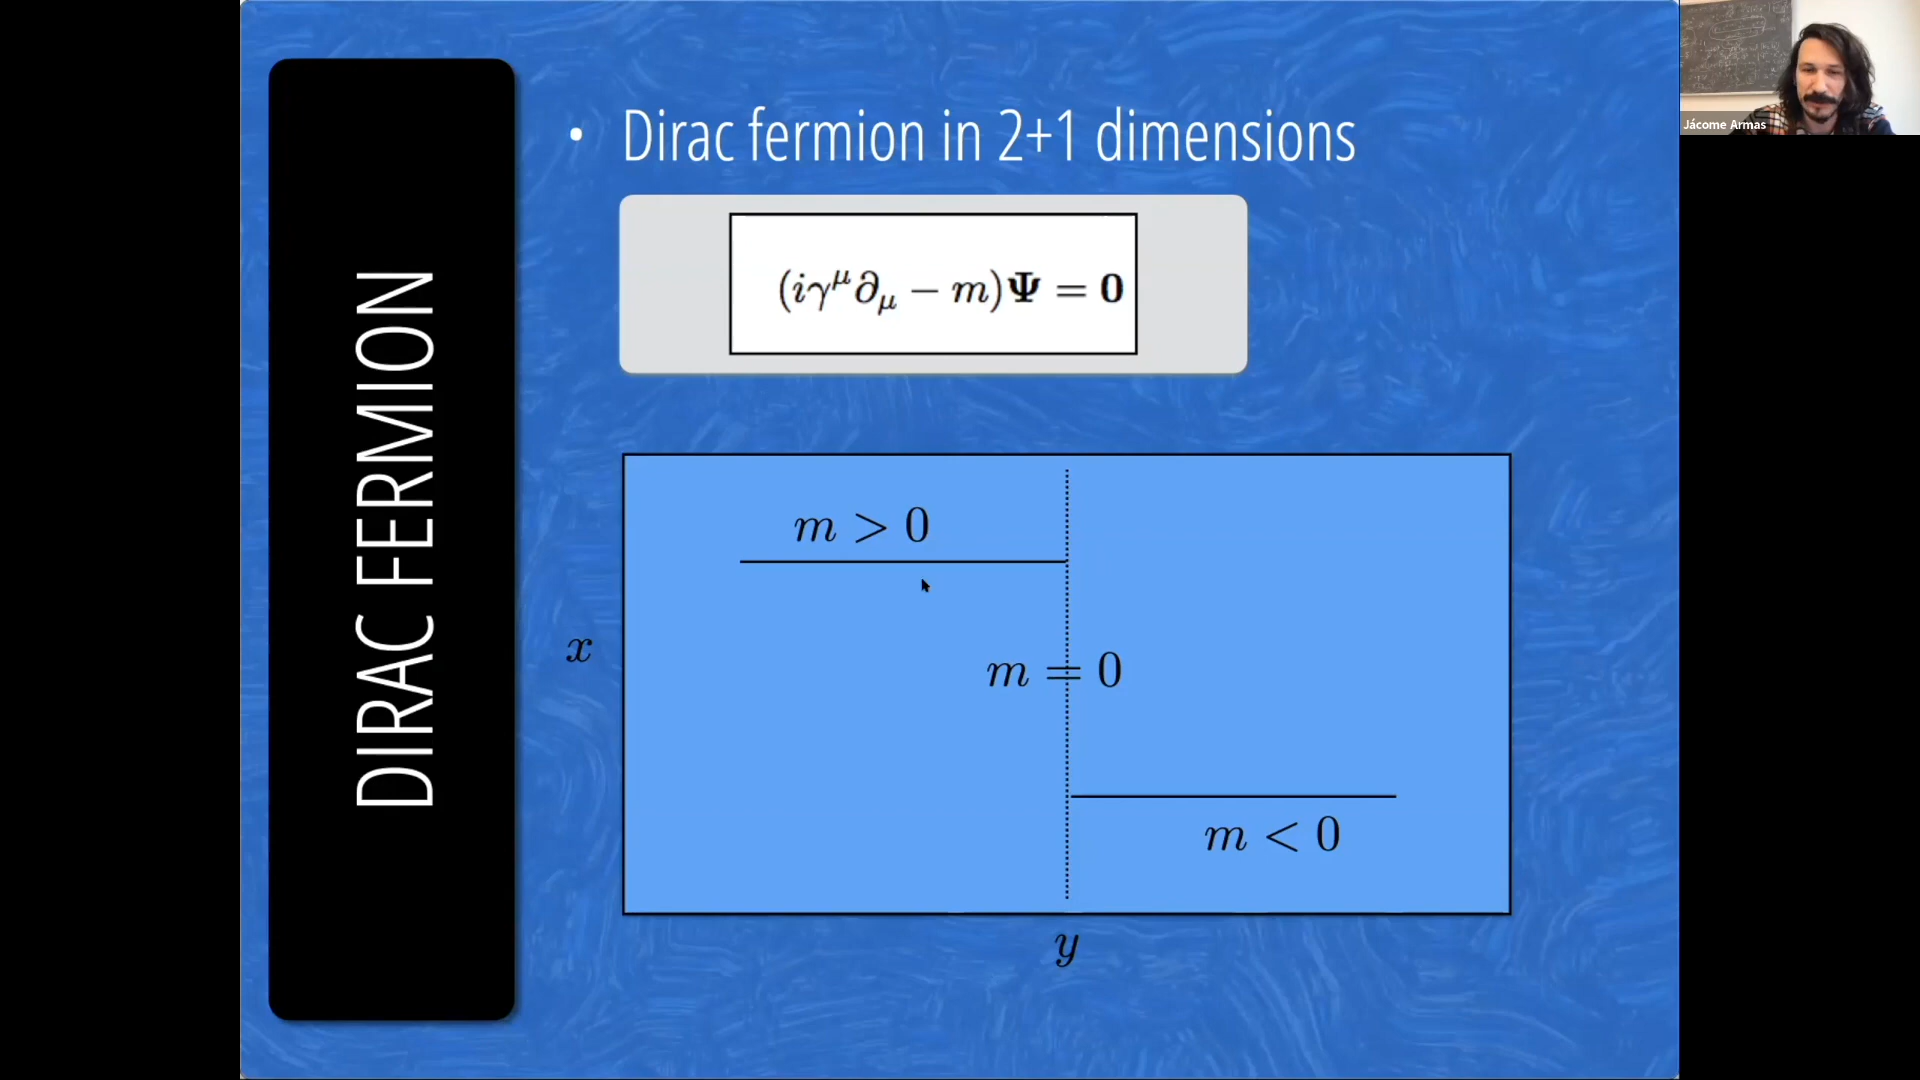 DIRAC FERMION
• Dirac fermion in 2+1 dimensions
(iγ^μ ∂_μ − m)Ψ = 0
m > 0
x
m = 0
m < 0
y
Jácome Armas